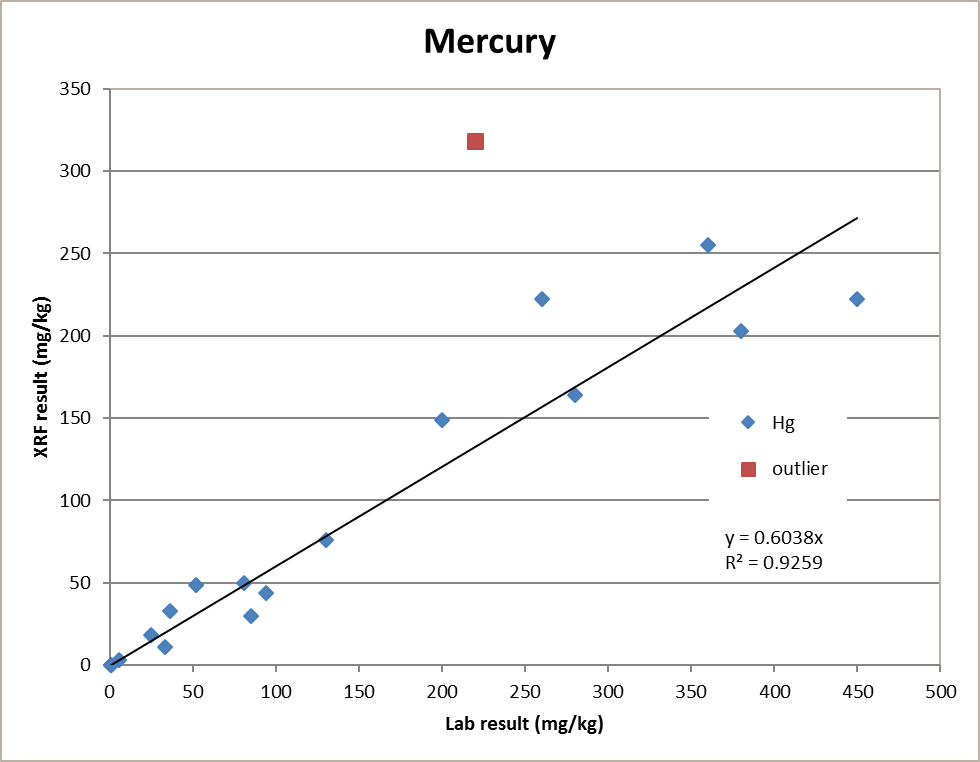 Mercury
350
300
250
200
150
100
50
0
XRF result (mg/kg)
Hg
outlier
y = 0.6038x
R² = 0.9259
0 50 100 150 200 250 300 350 400 450 500
Lab result (mg/kg)